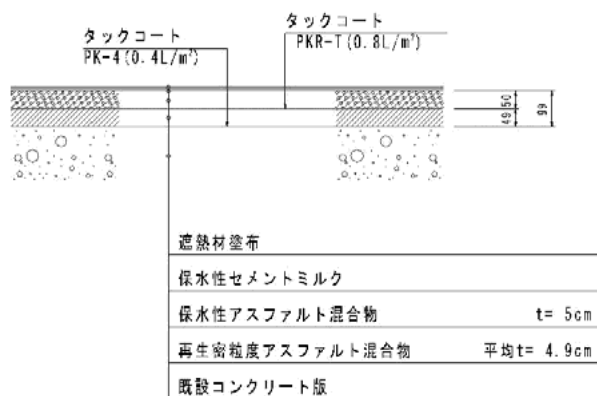 タックコート
PKR-T(0.8L/m²)
タックコート
PK-4(0.4L/m²)
50
49
99
遮熱材塗布
保水性セメントミルク
保水性アスファルト混合物 t= 5cm
再生密粒度アスファルト混合物 平均t= 4.9cm
既設コンクリート版